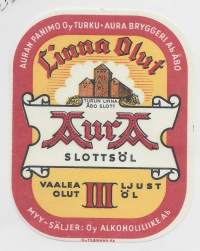 AURAN PANIMO Oy TURKU · AURA BRYGGERI AB ÅBO
Linna Olut
TURUN LINNA
ÅBO SLOTT
AurA
SLOTTSÖL
VAALEA III LJUST
OLUT ÖL
MYY - SÄLJER: Oy ALKOHOLILIIKE Ab